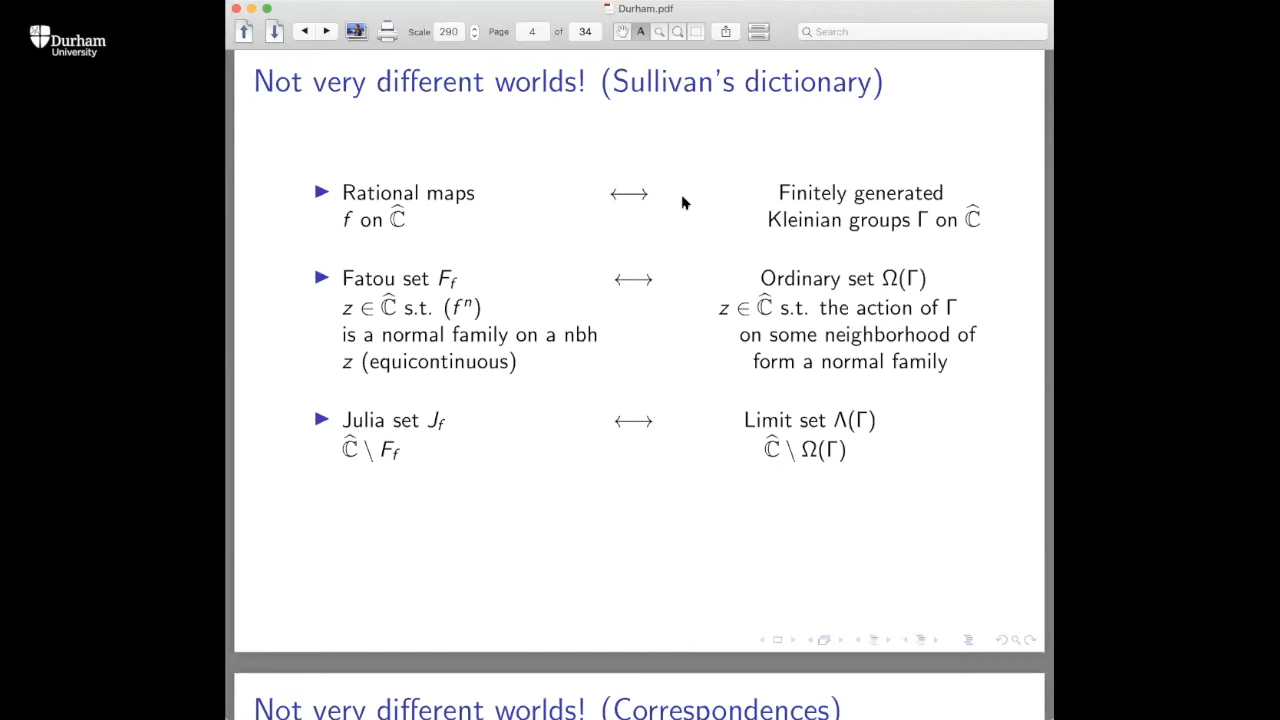 Durham University
Durham.pdf
Scale 290 Page 4 of 34 A Search
Not very different worlds! (Sullivan's dictionary)
▶ Rational maps ⟷ Finitely generated
f on Ĉ Kleinian groups Γ on Ĉ
▶ Fatou set F_f ⟷ Ordinary set Ω(Γ)
z ∈ Ĉ s.t. (fⁿ) z ∈ Ĉ s.t. the action of Γ
is a normal family on a nbh on some neighborhood of
z (equicontinuous) form a normal family
▶ Julia set J_f ⟷ Limit set Λ(Γ)
Ĉ \ F_f Ĉ \ Ω(Γ)
Not very different worlds! (Correspondences)